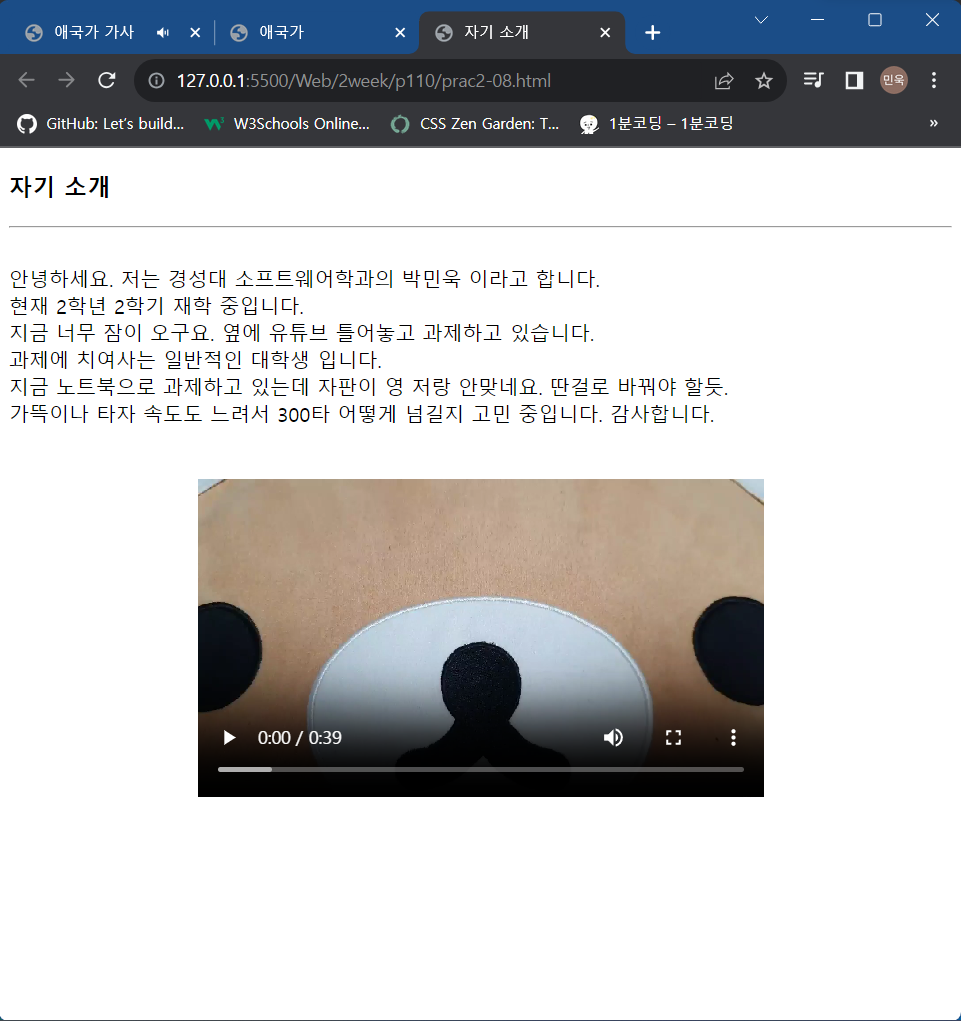 애국가 가사
애국가
자기 소개
127.0.0.1:5500/Web/2week/p110/prac2-08.html
민욱
GitHub: Let's build...
W3Schools Online...
CSS Zen Garden: T...
1분코딩 – 1분코딩
»
자기 소개
안녕하세요. 저는 경성대 소프트웨어학과의 박민욱 이라고 합니다.
현재 2학년 2학기 재학 중입니다.
지금 너무 잠이 오구요. 옆에 유튜브 틀어놓고 과제하고 있습니다.
과제에 치여사는 일반적인 대학생 입니다.
지금 노트북으로 과제하고 있는데 자판이 영 저랑 안맞네요. 딴걸로 바꿔야 할듯.
가뜩이나 타자 속도도 느려서 300타 어떻게 넘길지 고민 중입니다. 감사합니다.
0:00 / 0:39